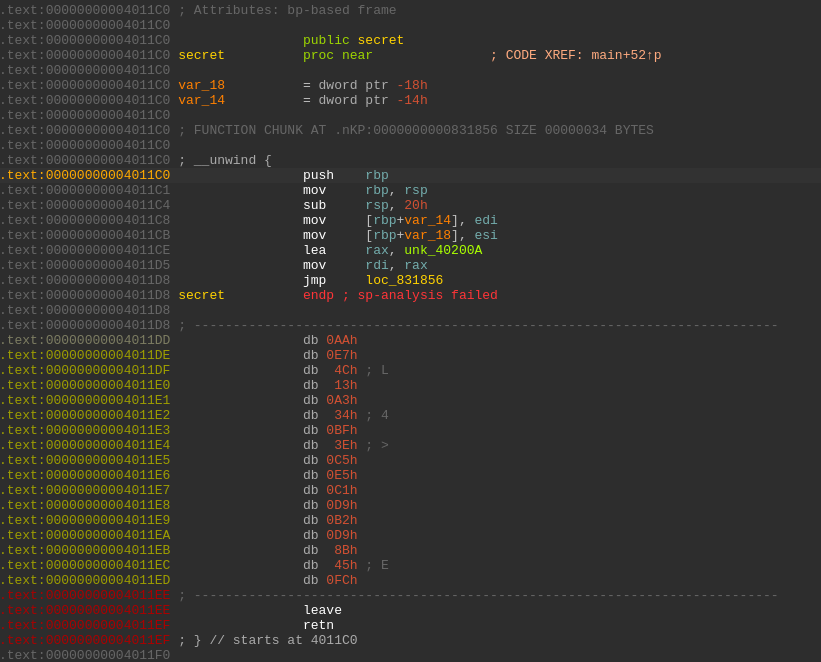 .text:00000000004011C0 ; Attributes: bp-based frame
.text:00000000004011C0
.text:00000000004011C0 public secret
.text:00000000004011C0 secret proc near ; CODE XREF: main+52↑p
.text:00000000004011C0
.text:00000000004011C0 var_18 = dword ptr -18h
.text:00000000004011C0 var_14 = dword ptr -14h
.text:00000000004011C0
.text:00000000004011C0 ; FUNCTION CHUNK AT .nKP:0000000000831856 SIZE 00000034 BYTES
.text:00000000004011C0
.text:00000000004011C0 ; __unwind {
.text:00000000004011C0 push rbp
.text:00000000004011C1 mov rbp, rsp
.text:00000000004011C4 sub rsp, 20h
.text:00000000004011C8 mov [rbp+var_14], edi
.text:00000000004011CB mov [rbp+var_18], esi
.text:00000000004011CE lea rax, unk_40200A
.text:00000000004011D5 mov rdi, rax
.text:00000000004011D8 jmp loc_831856
.text:00000000004011D8 secret endp ; sp-analysis failed
.text:00000000004011D8
.text:00000000004011D8 ; ---------------------------------------------------------------------------
.text:00000000004011DD db 0AAh
.text:00000000004011DE db 0E7h
.text:00000000004011DF db 4Ch ; L
.text:00000000004011E0 db 13h
.text:00000000004011E1 db 0A3h
.text:00000000004011E2 db 34h ; 4
.text:00000000004011E3 db 0BFh
.text:00000000004011E4 db 3Eh ; >
.text:00000000004011E5 db 0C5h
.text:00000000004011E6 db 0E5h
.text:00000000004011E7 db 0C1h
.text:00000000004011E8 db 0D9h
.text:00000000004011E9 db 0B2h
.text:00000000004011EA db 0D9h
.text:00000000004011EB db 8Bh
.text:00000000004011EC db 45h ; E
.text:00000000004011ED db 0FCh
.text:00000000004011EE ; ---------------------------------------------------------------------------
.text:00000000004011EE leave
.text:00000000004011EF retn
.text:00000000004011EF ; } // starts at 4011C0
.text:00000000004011F0